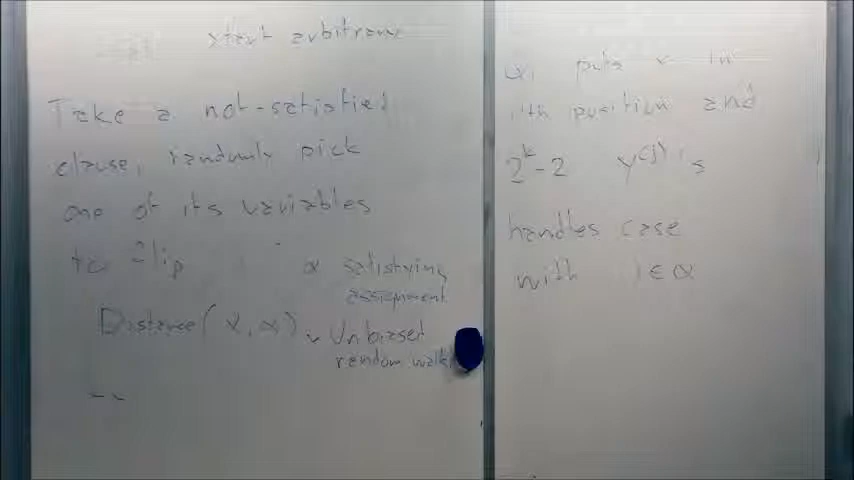 start arbitrary
Take a not-satisfied
clause, randomly pick
one of its variables
to flip
α satisfying
assignment
Distance( x, α ) ~ Unbiased
random walk
puts x in
ith position and
2^k-2 y^(j)'s
handles case
with i∈α